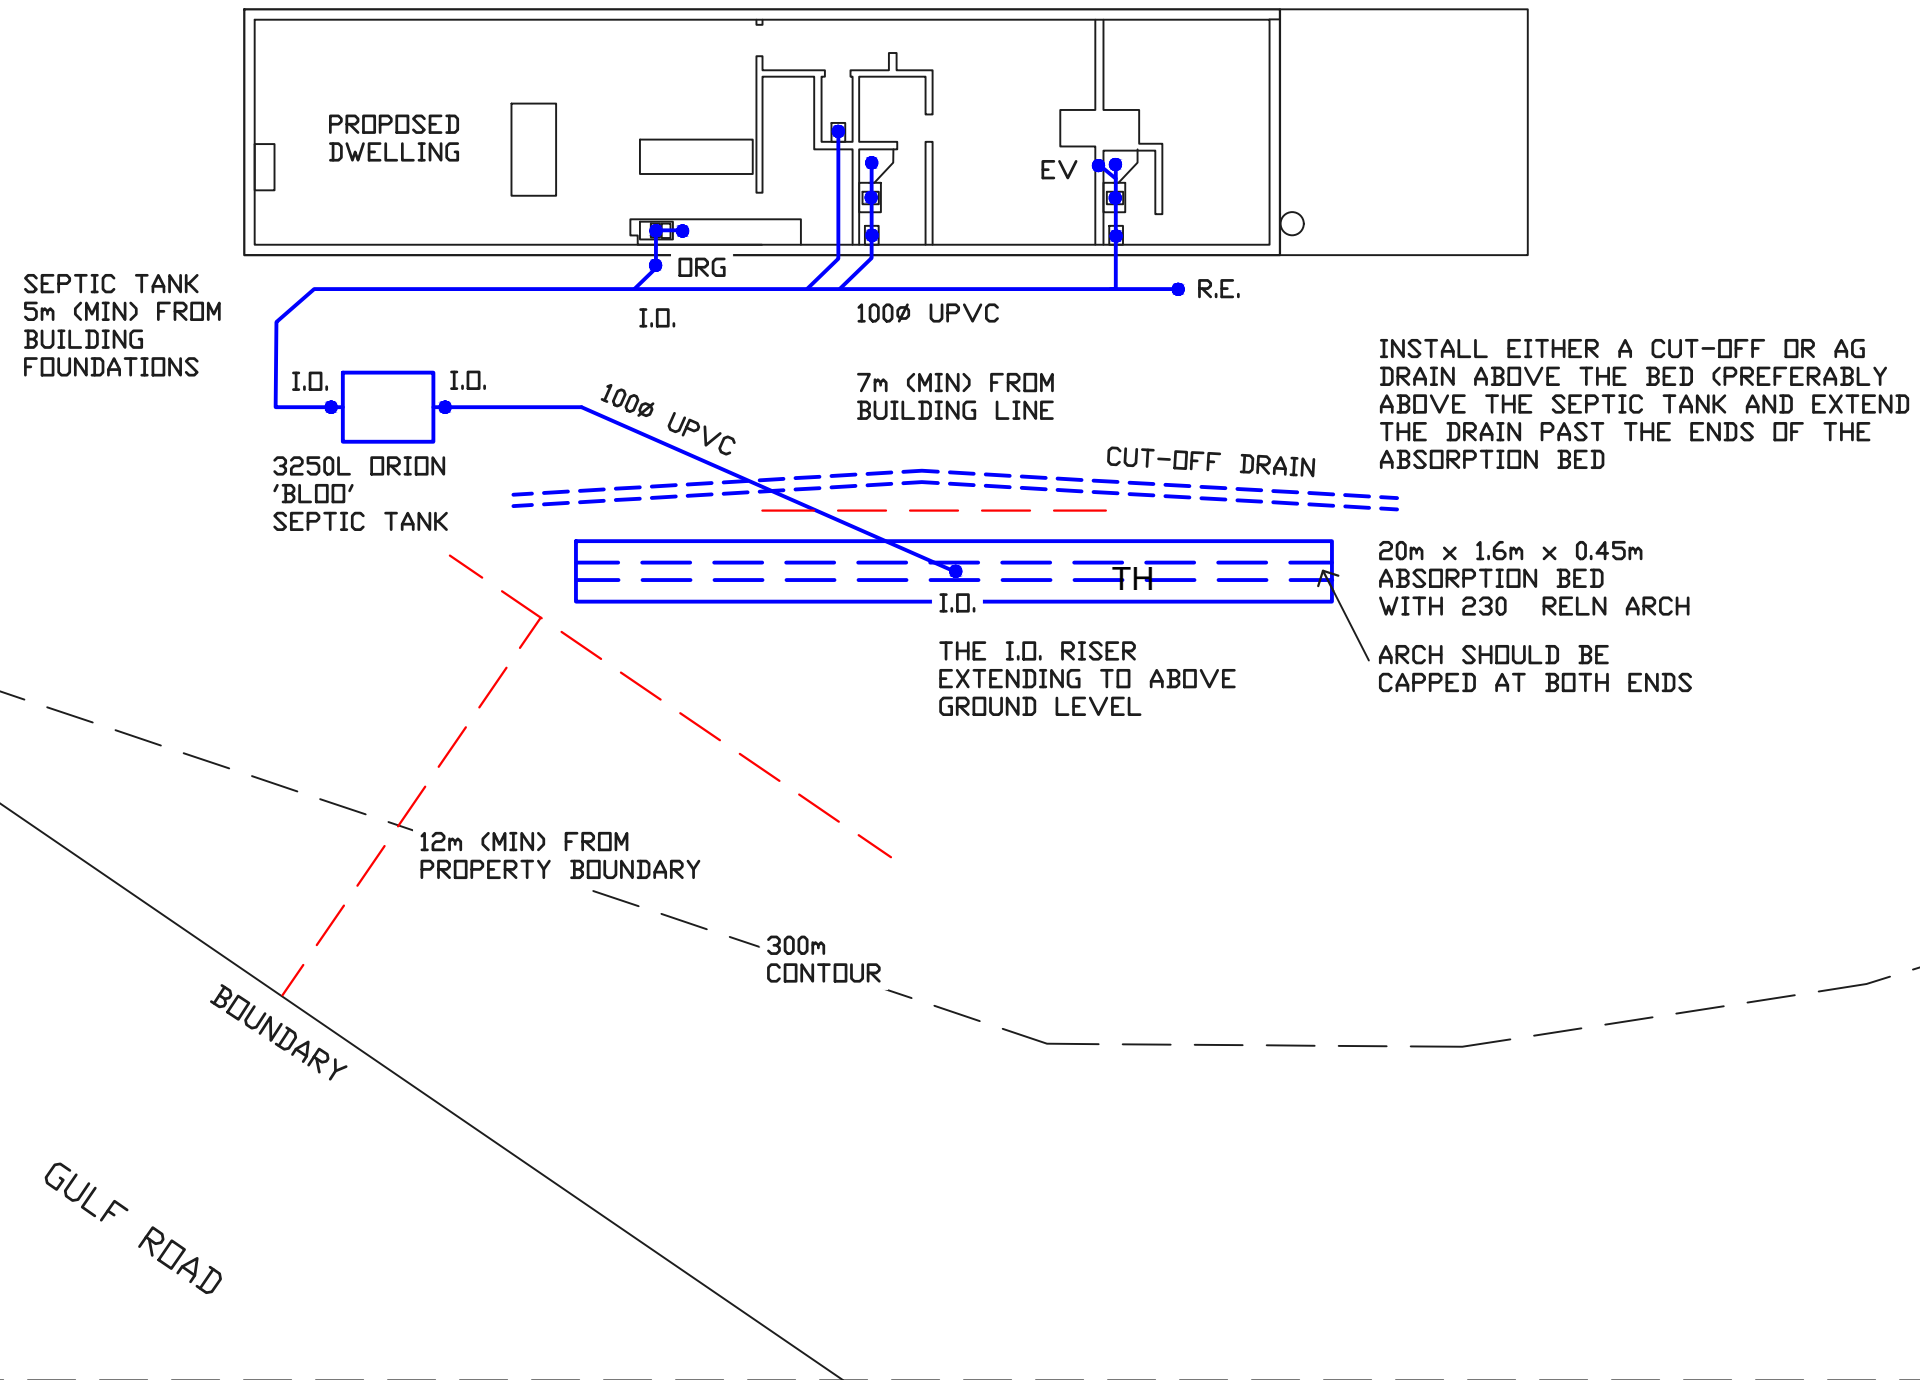 PROPOSED
DWELLING
EV
ORG
R.E.
I.O.
100ø UPVC
SEPTIC TANK
5m (MIN) FROM
BUILDING
FOUNDATIONS
I.O.
I.O.
100ø UPVC
7m (MIN) FROM
BUILDING LINE
INSTALL EITHER A CUT-OFF OR AG
DRAIN ABOVE THE BED (PREFERABLY
ABOVE THE SEPTIC TANK AND EXTEND
THE DRAIN PAST THE ENDS OF THE
ABSORPTION BED
CUT-OFF DRAIN
3250L ORION
'BLOO'
SEPTIC TANK
TH
I.O.
20m x 1.6m x 0.45m
ABSORPTION BED
WITH 230 RELN ARCH
ARCH SHOULD BE
CAPPED AT BOTH ENDS
THE I.O. RISER
EXTENDING TO ABOVE
GROUND LEVEL
12m (MIN) FROM
PROPERTY BOUNDARY
300m
CONTOUR
BOUNDARY
GULF ROAD